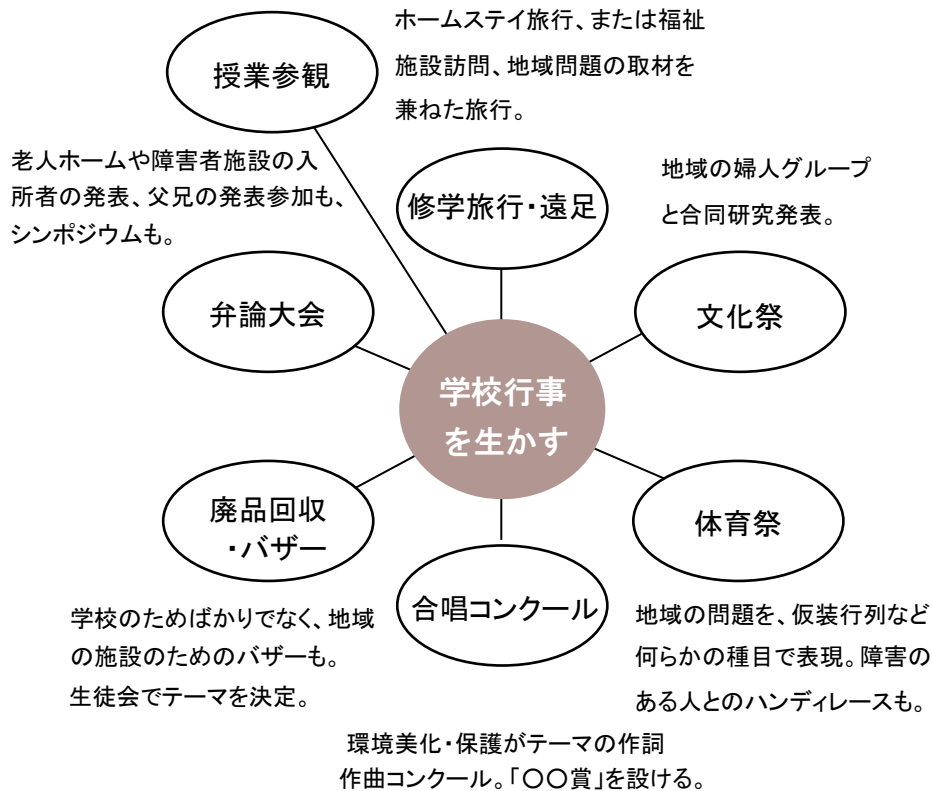 授業参観
ホームステイ旅行、または福祉
施設訪問、地域問題の取材を
兼ねた旅行。
修学旅行・遠足
老人ホームや障害者施設の入
所者の発表、父兄の発表参加も、
シンポジウムも。
弁論大会
地域の婦人グループ
と合同研究発表。
文化祭
学校行事
を生かす
廃品回収
・バザー
学校のためばかりでなく、地域
の施設のためのバザーも。
生徒会でテーマを決定。
合唱コンクール
環境美化・保護がテーマの作詞
作曲コンクール。「〇〇賞」を設ける。
体育祭
地域の問題を、仮装行列など
何らかの種目で表現。障害の
ある人とのハンディレースも。